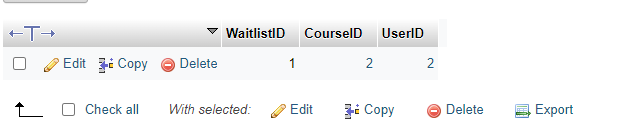 WaitlistID CourseID UserID
Edit Copy Delete 1 2 2
Check all With selected: Edit Copy Delete Export